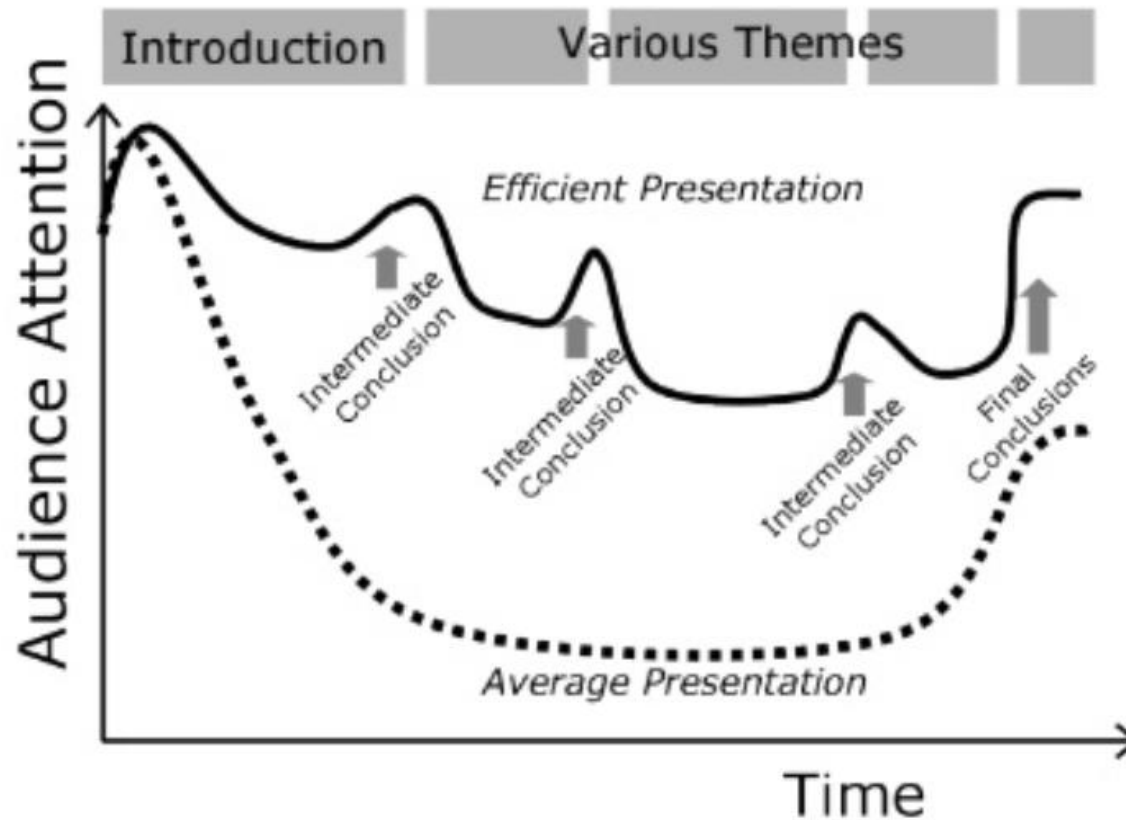 Introduction
Various Themes
Audience Attention
Efficient Presentation
Intermediate
Conclusion
Intermediate
Conclusion
Intermediate
Conclusion
Final
Conclusions
Average Presentation
Time